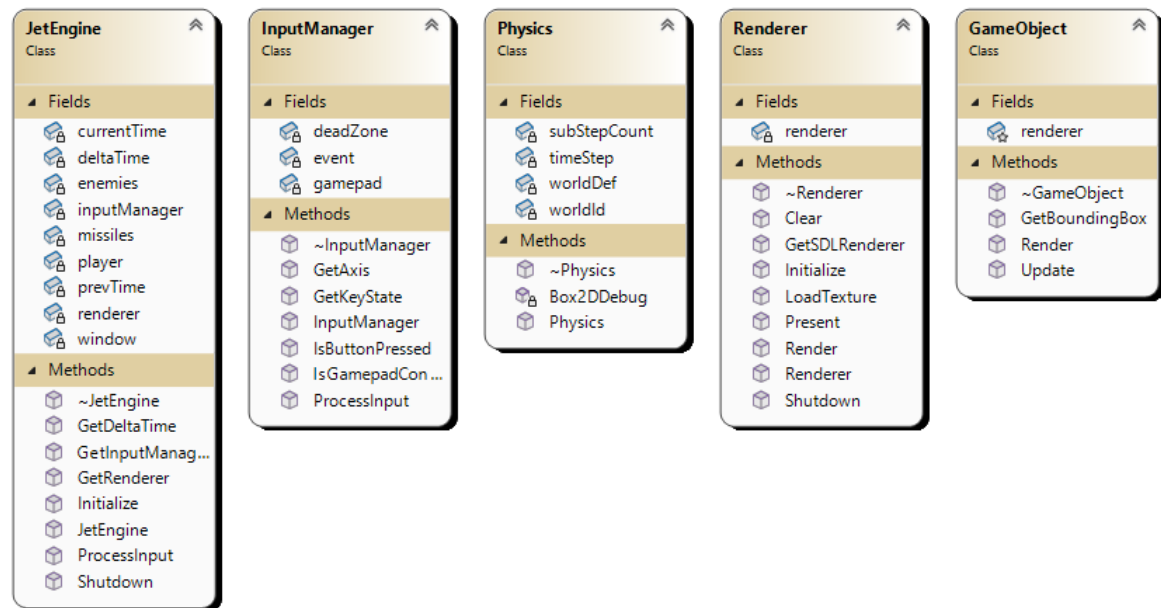 JetEngine
Class
Fields
currentTime
deltaTime
enemies
inputManager
missiles
player
prevTime
renderer
window
Methods
~JetEngine
GetDeltaTime
GetInputManag...
GetRenderer
Initialize
JetEngine
ProcessInput
Shutdown
InputManager
Class
Fields
deadZone
event
gamepad
Methods
~InputManager
GetAxis
GetKeyState
InputManager
IsButtonPressed
IsGamepadCon...
ProcessInput
Physics
Class
Fields
subStepCount
timeStep
worldDef
worldId
Methods
~Physics
Box2DDebug
Physics
Renderer
Class
Fields
renderer
Methods
~Renderer
Clear
GetSDLRenderer
Initialize
LoadTexture
Present
Render
Renderer
Shutdown
GameObject
Class
Fields
renderer
Methods
~GameObject
GetBoundingBox
Render
Update